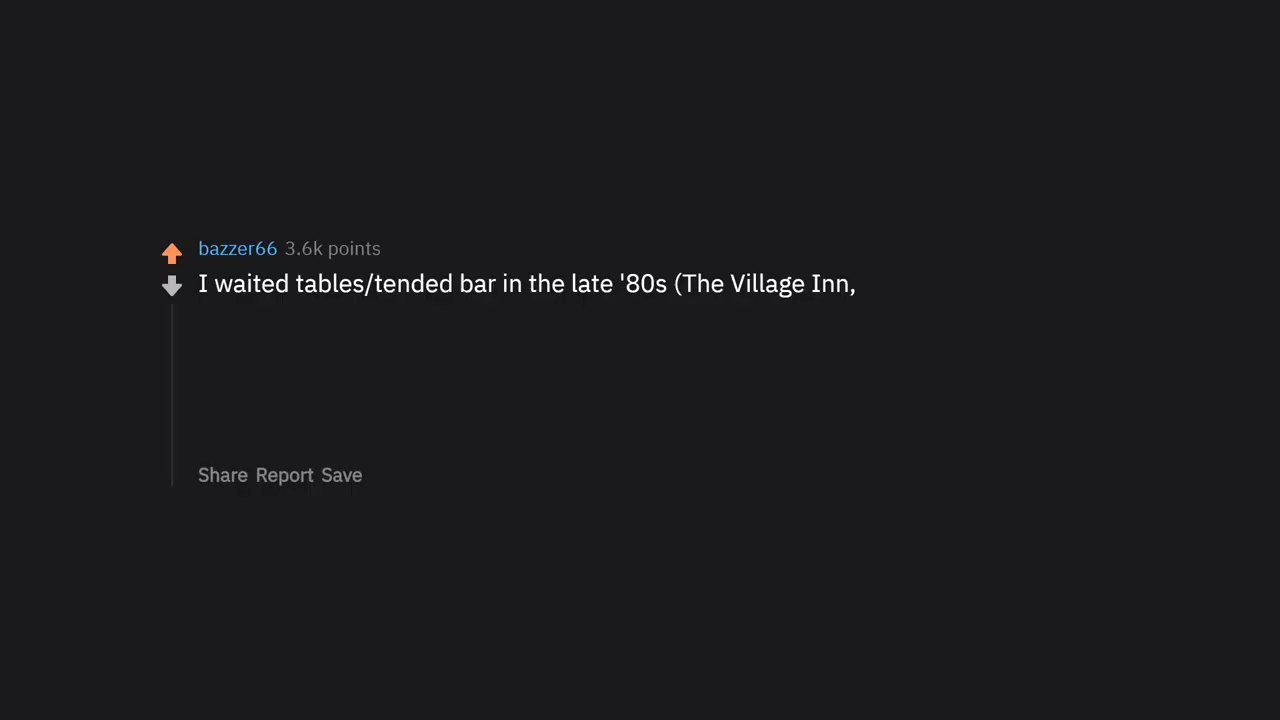 bazzer66 3.6k points
I waited tables/tended bar in the late '80s (The Village Inn,
Share Report Save